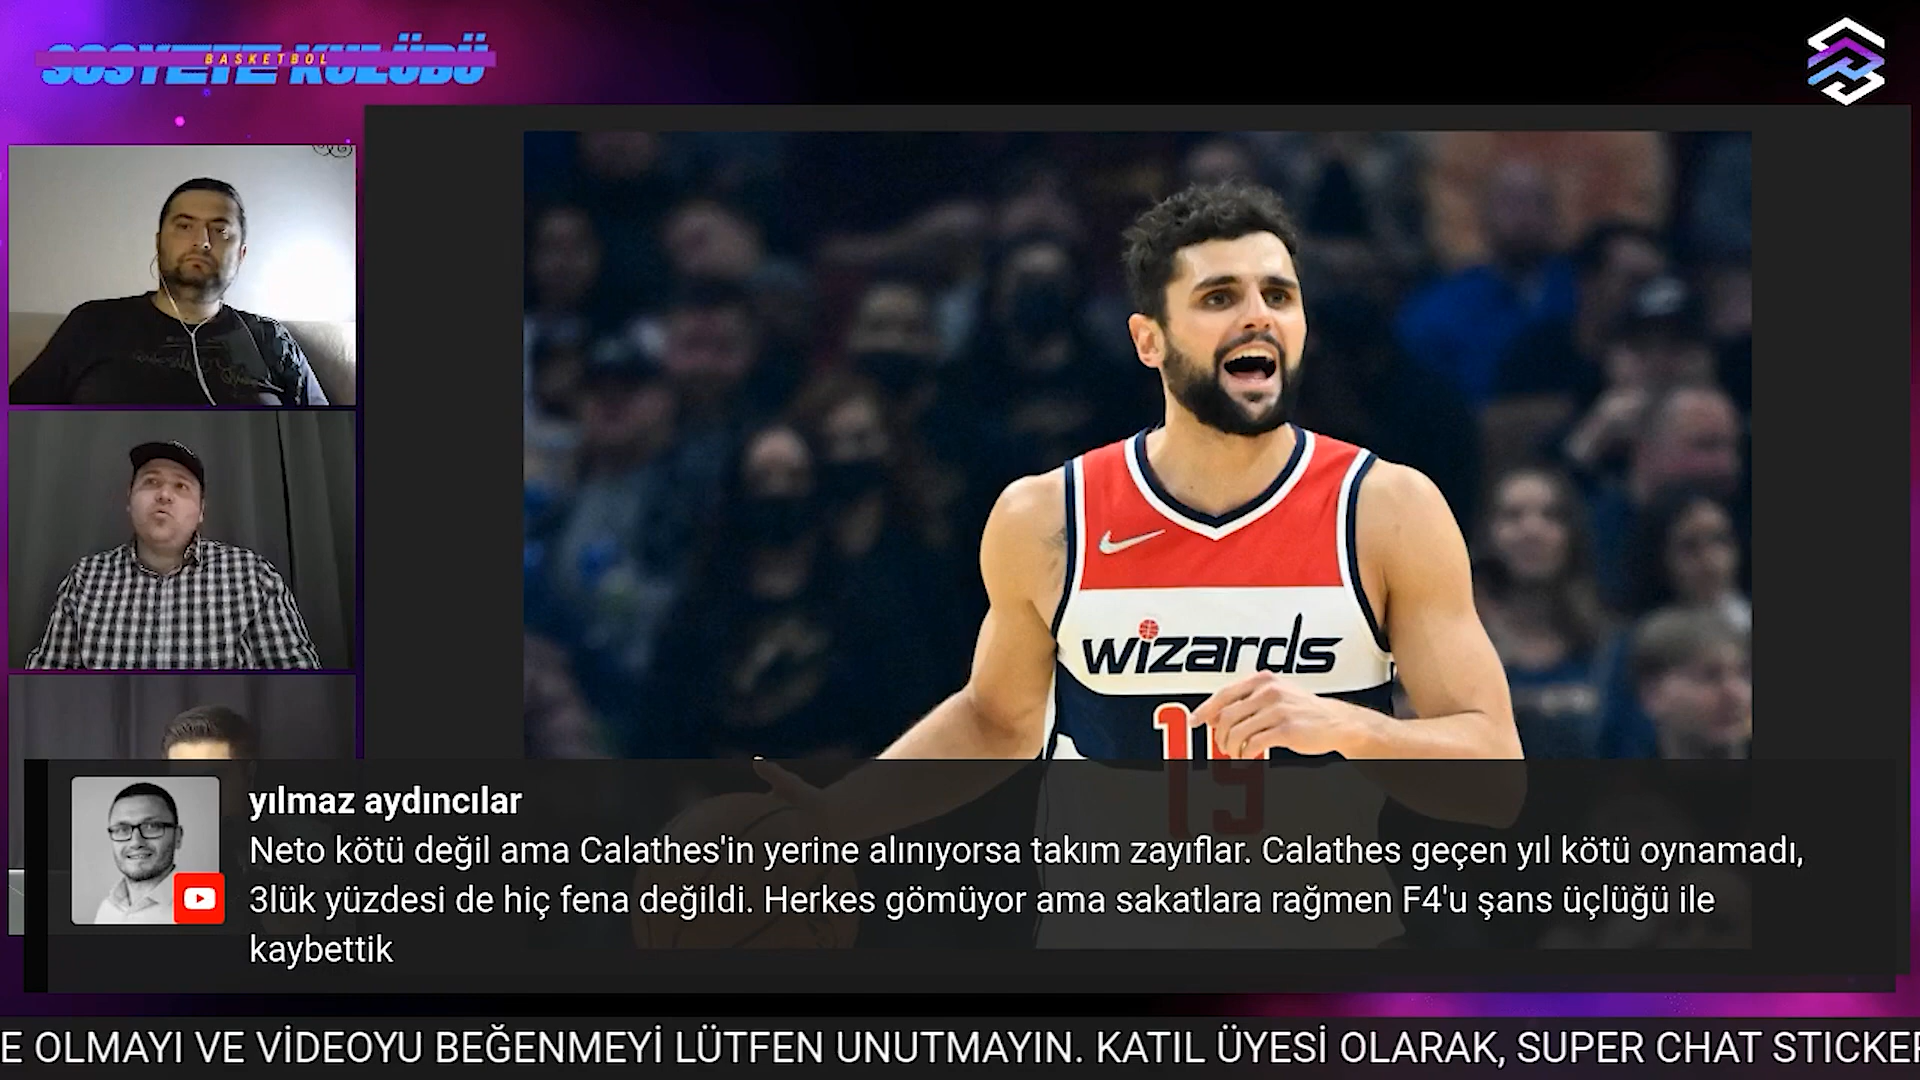 SOSYETE KULÜBÜ
BASKETBOL
wizards
19
yılmaz aydıncılar
Neto kötü değil ama Calathes'in yerine alınıyorsa takım zayıflar. Calathes geçen yıl kötü oynamadı,
3lük yüzdesi de hiç fena değildi. Herkes gömüyor ama sakatlara rağmen F4'u şans üçlüğü ile
kaybettik
E OLMAYI VE VİDEOYU BEĞENMEYİ LÜTFEN UNUTMAYIN. KATIL ÜYESİ OLARAK, SUPER CHAT STICKER